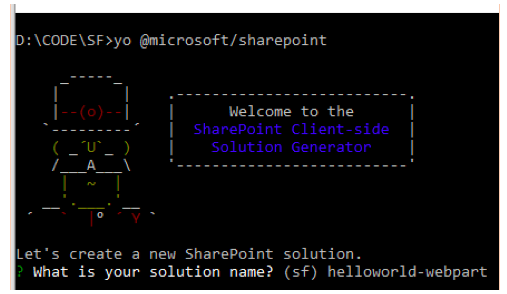 D:\CODE\SF>yo @microsoft/sharepoint
Welcome to the
SharePoint Client-side
Solution Generator
Let's create a new SharePoint solution.
? What is your solution name? (sf) helloworld-webpart